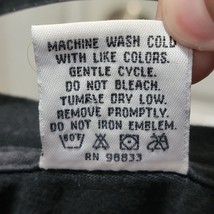 MACHINE WASH COLD
WITH LIKE COLORS.
GENTLE CYCLE.
DO NOT BLEACH.
TUMBLE DRY LOW.
REMOVE PROMPTLY.
DO NOT IRON EMBLEM.
RN 98833